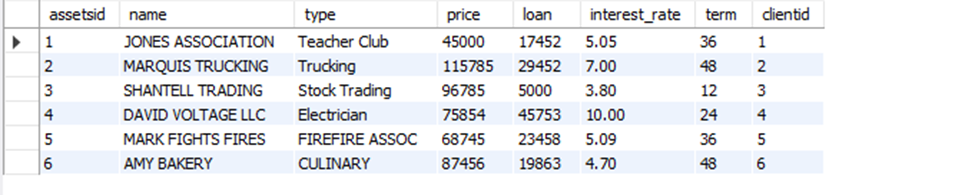 assetsid name type price loan interest_rate term clientid
1 JONES ASSOCIATION Teacher Club 45000 17452 5.05 36 1
2 MARQUIS TRUCKING Trucking 115785 29452 7.00 48 2
3 SHANTELL TRADING Stock Trading 96785 5000 3.80 12 3
4 DAVID VOLTAGE LLC Electrician 75854 45753 10.00 24 4
5 MARK FIGHTS FIRES FIREFIRE ASSOC 68745 23458 5.09 36 5
6 AMY BAKERY CULINARY 87456 19863 4.70 48 6